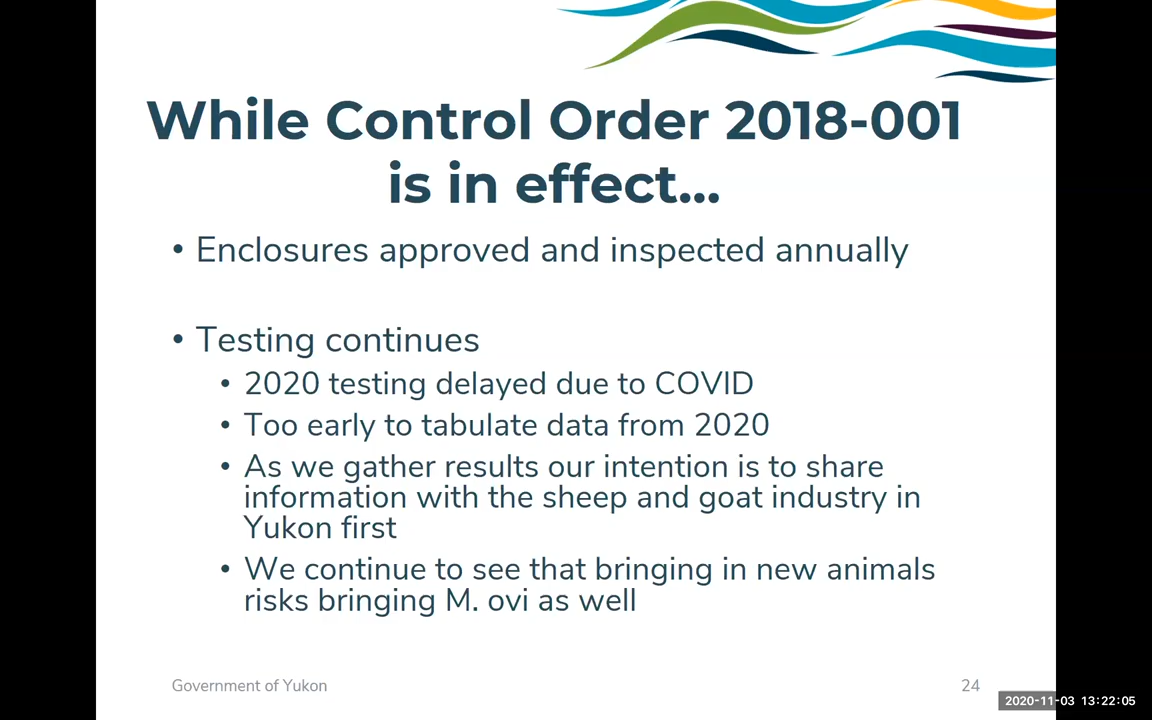 While Control Order 2018-001
is in effect...
• Enclosures approved and inspected annually
• Testing continues
• 2020 testing delayed due to COVID
• Too early to tabulate data from 2020
• As we gather results our intention is to share
information with the sheep and goat industry in
Yukon first
• We continue to see that bringing in new animals
risks bringing M. ovi as well
Government of Yukon
24
2020-11-03 13:22:05